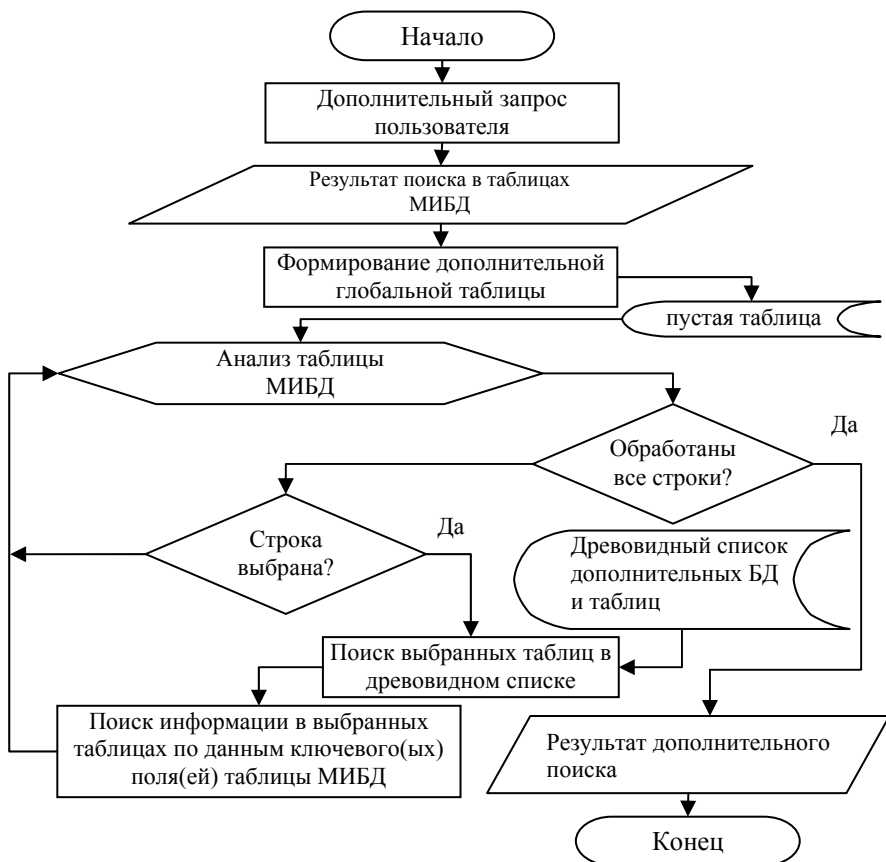 Начало
Дополнительный запрос
пользователя
Результат поиска в таблицах
МИБД
Формирование дополнительной
глобальной таблицы
пустая таблица
Анализ таблицы
МИБД
Да
Обработаны
все строки?
Да
Строка
выбрана?
Древовидный список
дополнительных БД
и таблиц
Поиск выбранных таблиц в
древовидном списке
Поиск информации в выбранных
таблицах по данным ключевого(ых)
поля(ей) таблицы МИБД
Результат дополнительного
поиска
Конец